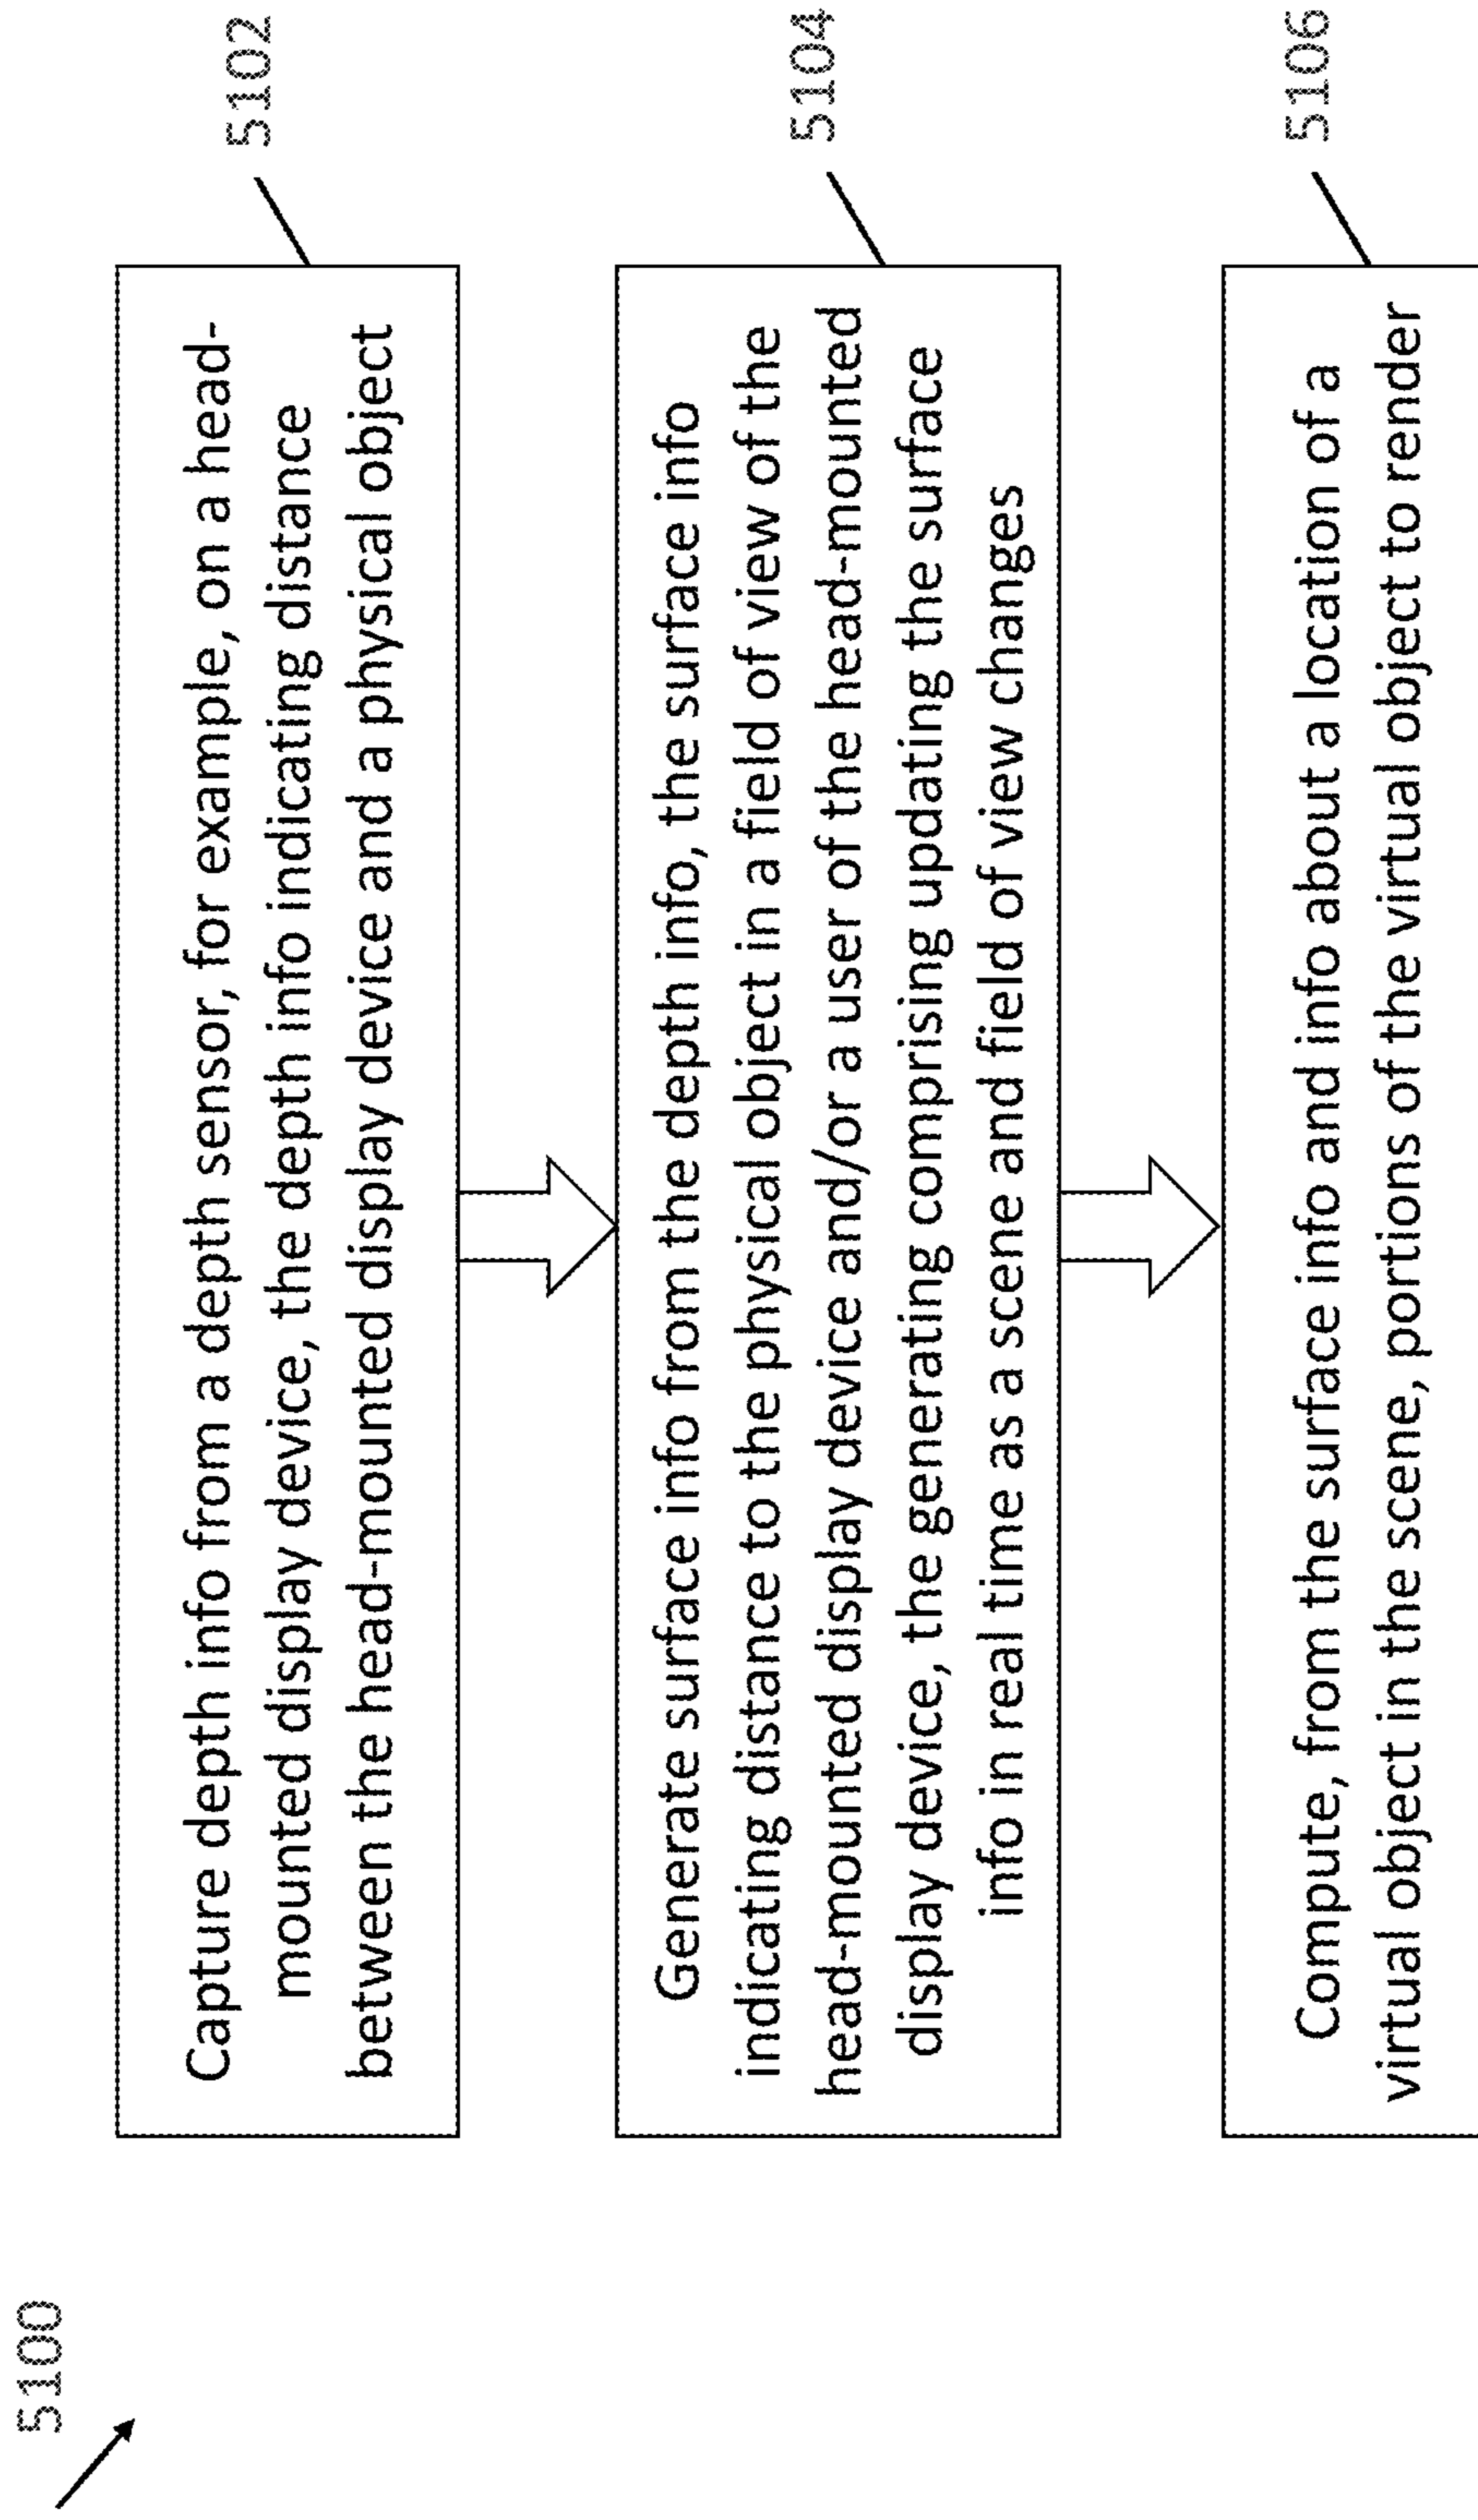 5100
Capture depth info from a depth sensor, for example, on a head-
mounted display device, the depth info indicating distance
between the head-mounted display device and a physical object
5102
Generate surface info from the depth info, the surface info
indicating distance to the physical object in a field of view of the
head-mounted display device and/or a user of the head-mounted
display device, the generating comprising updating the surface
info in real time as a scene and field of view changes
5104
Compute, from the surface info and info about a location of a
virtual object in the scene, portions of the virtual object to render
5106